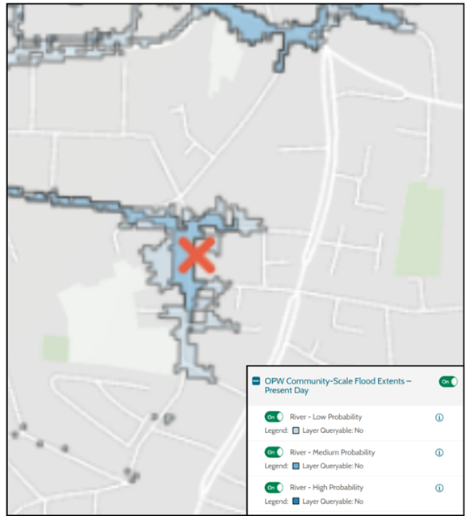 OPW Community-Scale Flood Extents –
Present Day
On
On River - Low Probability
Legend: Layer Queryable: No
On River - Medium Probability
Legend: Layer Queryable: No
On River - High Probability
Legend: Layer Queryable: No